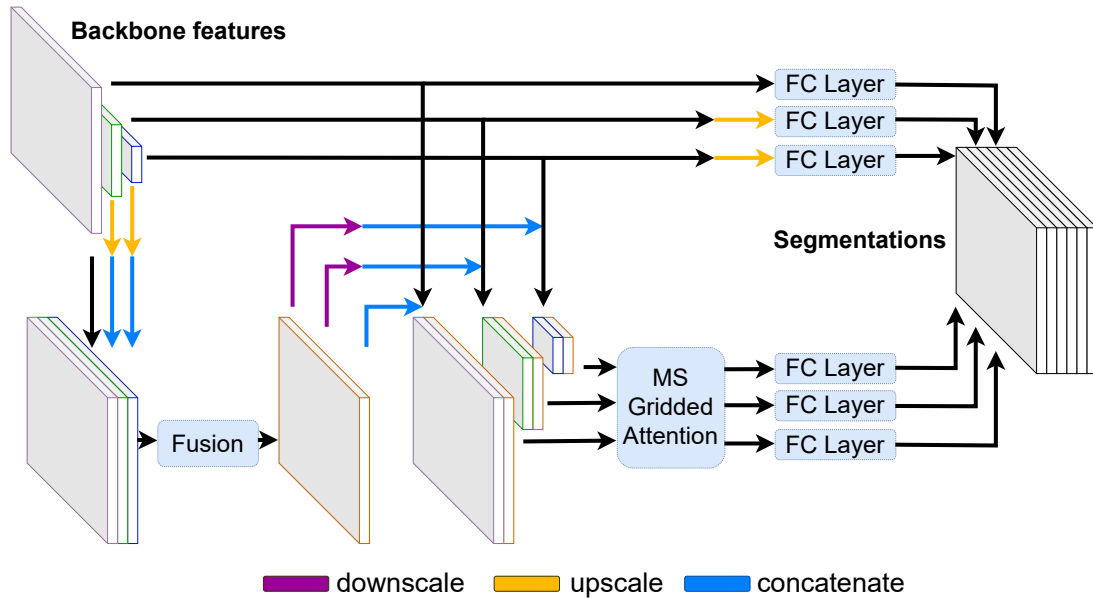 Backbone features
FC Layer
FC Layer
FC Layer
Segmentations
Fusion
MS
Gridded
Attention
FC Layer
FC Layer
FC Layer
downscale
upscale
concatenate